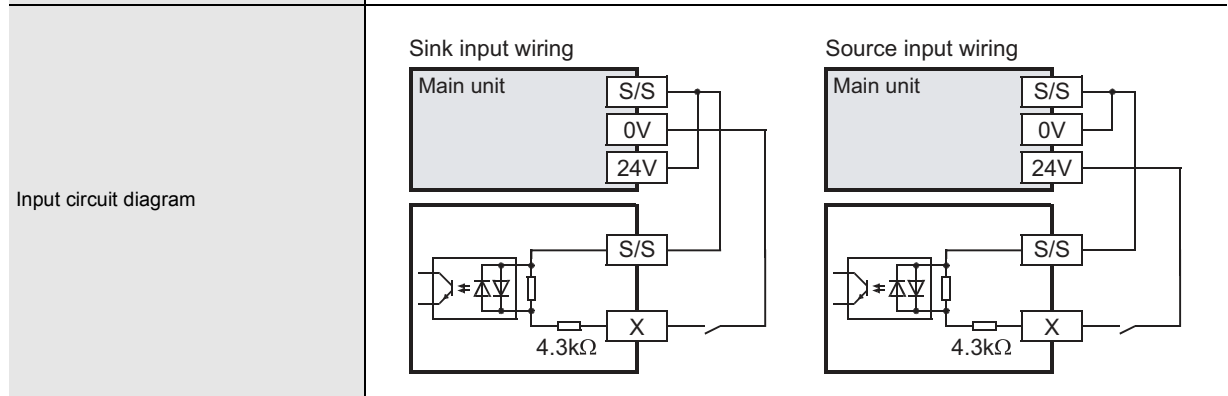 Input circuit diagram
Sink input wiring
Main unit
S/S
0V
24V
S/S
X
4.3kΩ
Source input wiring
Main unit
S/S
0V
24V
S/S
X
4.3kΩ